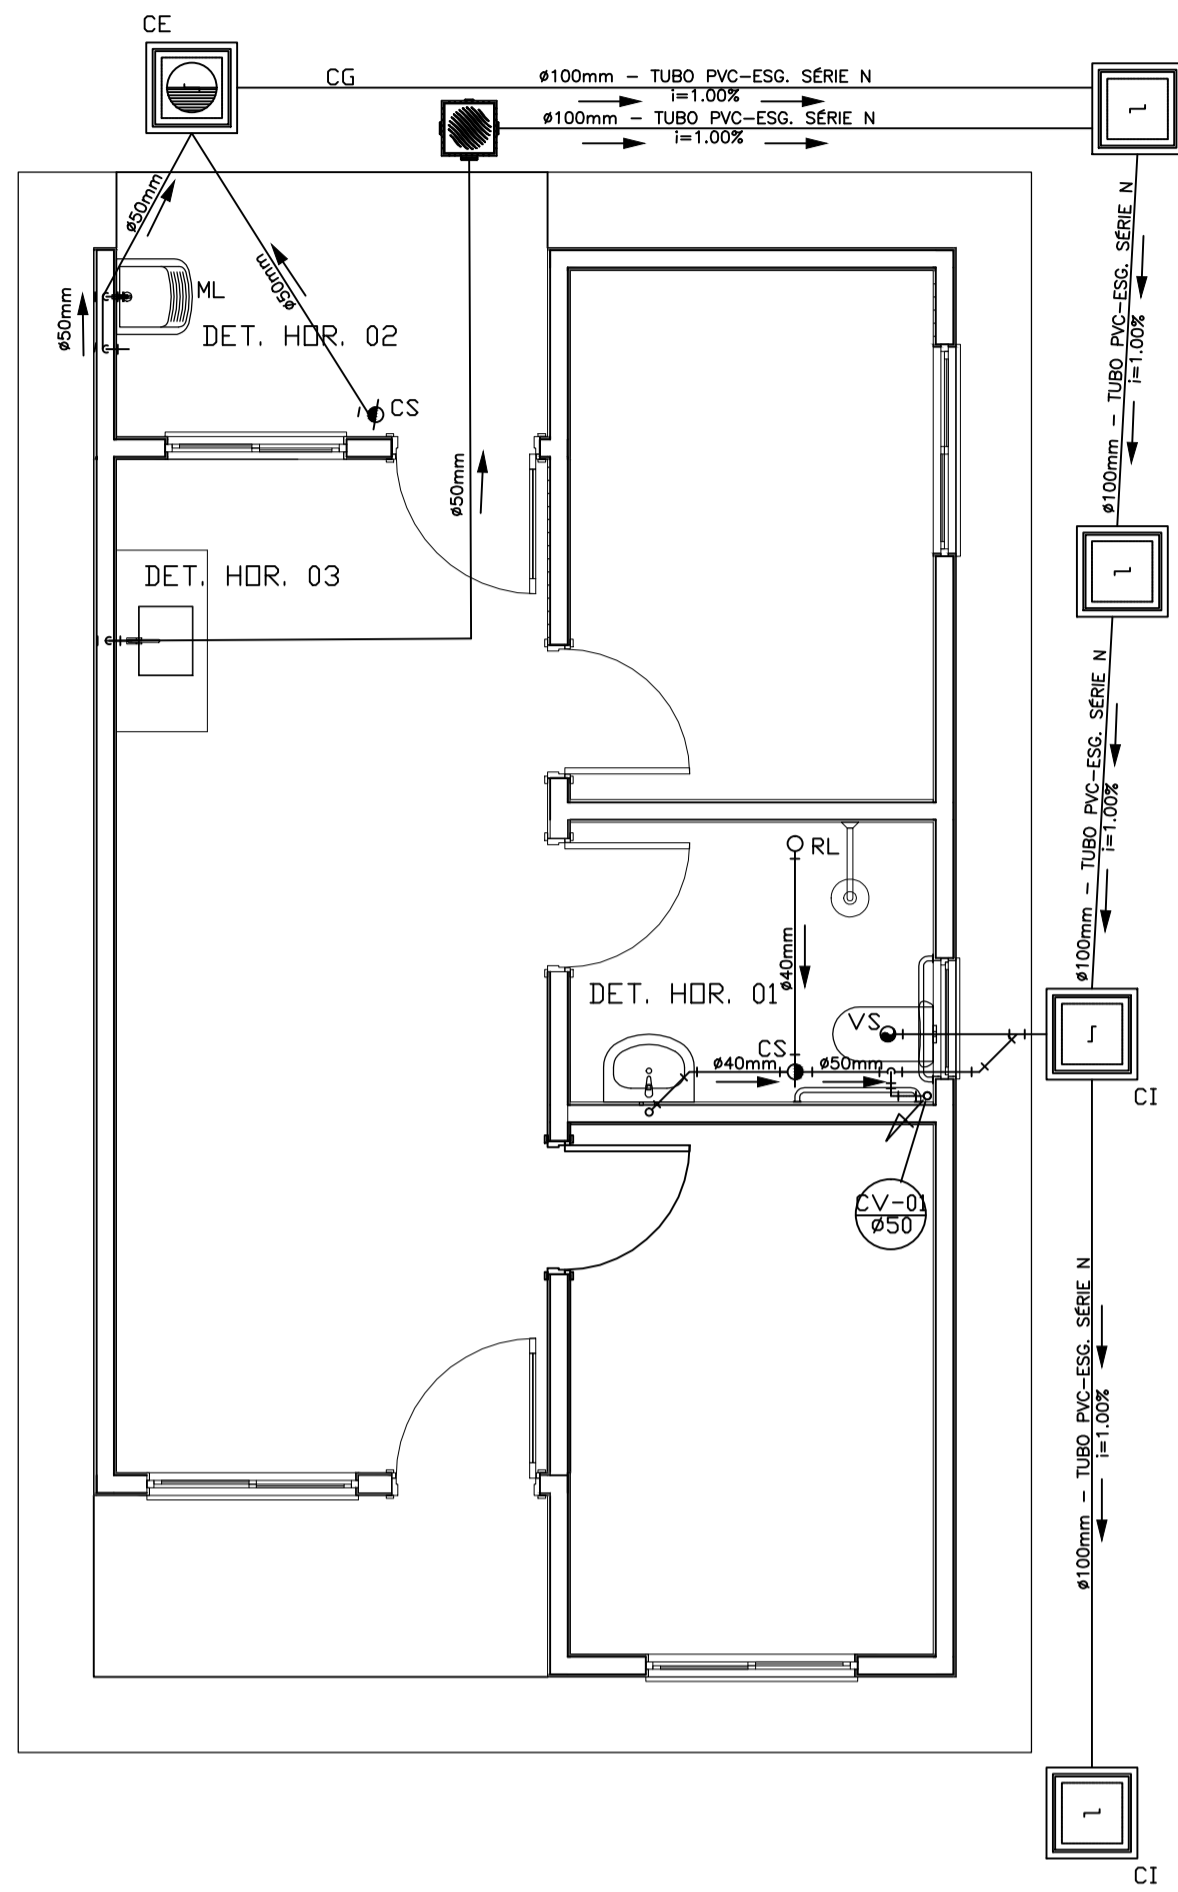 CE
CG
ø100mm – TUBO PVC–ESG. SÉRIE N
i=1.00%
ø100mm – TUBO PVC–ESG. SÉRIE N
i=1.00%
ø50mm
ø50mm
ø50mm
ML
DET. HOR. 02
CS
ø50mm
DET. HOR. 03
ø100mm – TUBO PVC–ESG. SÉRIE N
i=1.00%
ø100mm – TUBO PVC–ESG. SÉRIE N
i=1.00%
RL
ø40mm
DET. HOR. 01
VS
CS
ø40mm
ø50mm
CI
CV–01
ø50
ø100mm – TUBO PVC–ESG. SÉRIE N
i=1.00%
CI